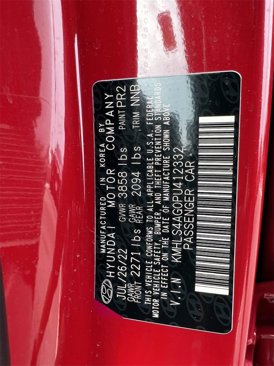 MANUFACTURED IN KOREA BY
HYUNDAI MOTOR COMPANY
JUL/26/22 GVWR 3858 lbs PAINT PR2
GAWR FRONT 2271 lbs GAWR REAR 2094 lbs TRIM NNB
THIS VEHICLE CONFORMS TO ALL APPLICABLE U.S.A. FEDERAL
MOTOR VEHICLE SAFETY, BUMPER, AND THEFT PREVENTION STANDARDS
IN EFFECT ON THE DATE OF MANUFACTURE SHOWN ABOVE
V.I.N KMHLS4AG0PU412332
PASSENGER CAR